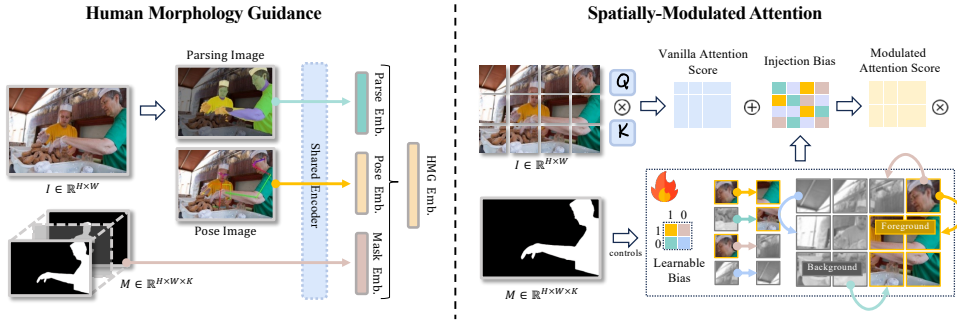 Human Morphology Guidance
Parsing Image
I ∈ ℝ^{H×W}
Pose Image
M ∈ ℝ^{H×W×K}
Shared Encoder
Parse Emb.
Pose Emb.
Mask Emb.
HMG Emb.
Spatially-Modulated Attention
Vanilla Attention
Score
Injection Bias
Modulated
Attention Score
Q
⊗
K
⊕
⊗
I ∈ ℝ^{H×W}
M ∈ ℝ^{H×W×K}
controls
1 0
1
0
Learnable
Bias
Foreground
Background